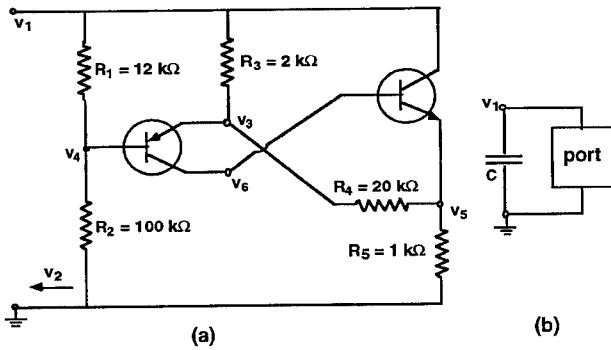 v1
R1 = 12 kΩ
R3 = 2 kΩ
v3
v4
v6
R4 = 20 kΩ
v5
R2 = 100 kΩ
R5 = 1 kΩ
v2
(a)
v1
C
port
(b)